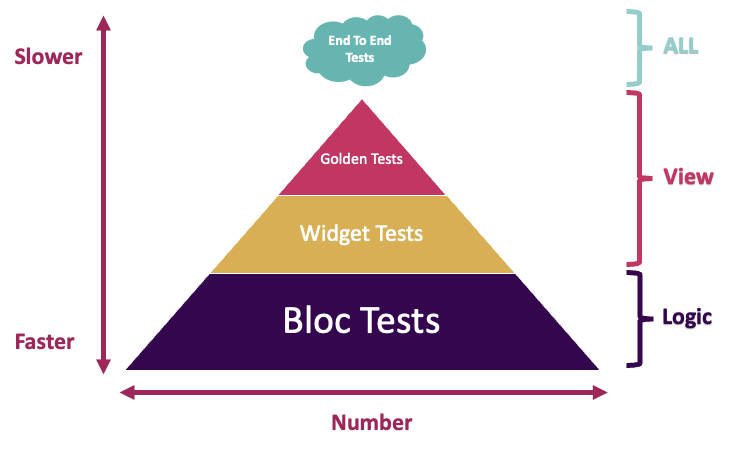 End To End
Tests
ALL
Slower
Golden Tests
View
Widget Tests
Bloc Tests
Logic
Faster
Number